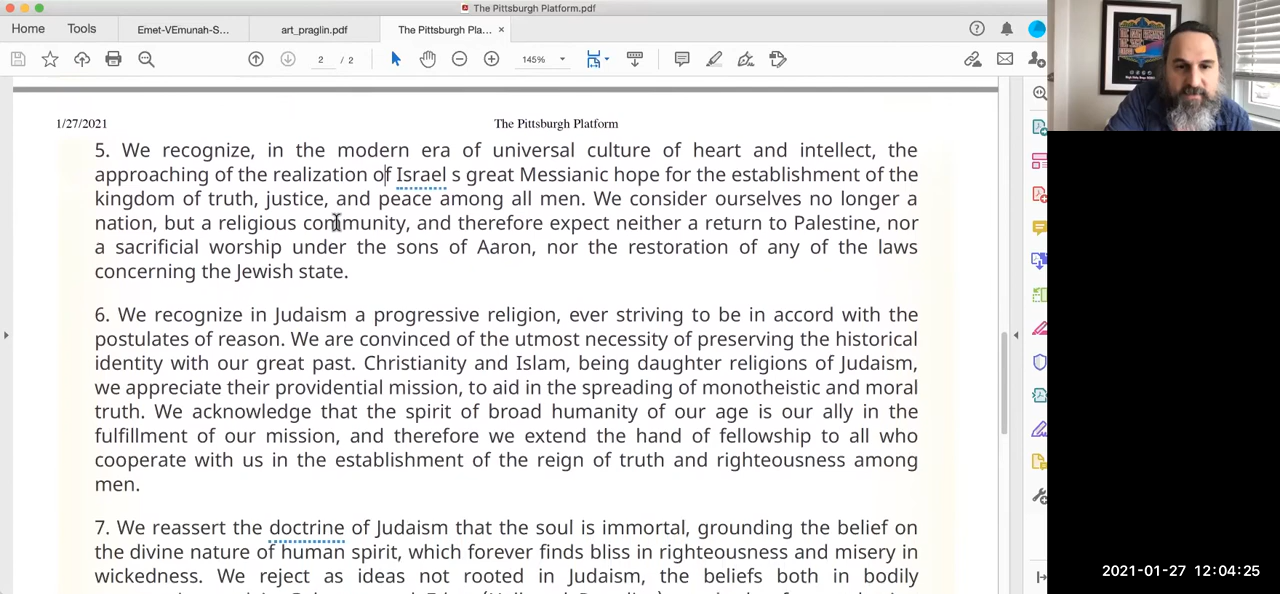 The Pittsburgh Platform.pdf
Home
Tools
Emet-VEmunah-S...
art_praglin.pdf
The Pittsburgh Pla... ×
2 / 2
145%
1/27/2021
The Pittsburgh Platform
5. We recognize, in the modern era of universal culture of heart and intellect, the
approaching of the realization of Israel s great Messianic hope for the establishment of the
kingdom of truth, justice, and peace among all men. We consider ourselves no longer a
nation, but a religious community, and therefore expect neither a return to Palestine, nor
a sacrificial worship under the sons of Aaron, nor the restoration of any of the laws
concerning the Jewish state.
6. We recognize in Judaism a progressive religion, ever striving to be in accord with the
postulates of reason. We are convinced of the utmost necessity of preserving the historical
identity with our great past. Christianity and Islam, being daughter religions of Judaism,
we appreciate their providential mission, to aid in the spreading of monotheistic and moral
truth. We acknowledge that the spirit of broad humanity of our age is our ally in the
fulfillment of our mission, and therefore we extend the hand of fellowship to all who
cooperate with us in the establishment of the reign of truth and righteousness among
men.
7. We reassert the doctrine of Judaism that the soul is immortal, grounding the belief on
the divine nature of human spirit, which forever finds bliss in righteousness and misery in
wickedness. We reject as ideas not rooted in Judaism, the beliefs both in bodily
2021-01-27 12:04:25